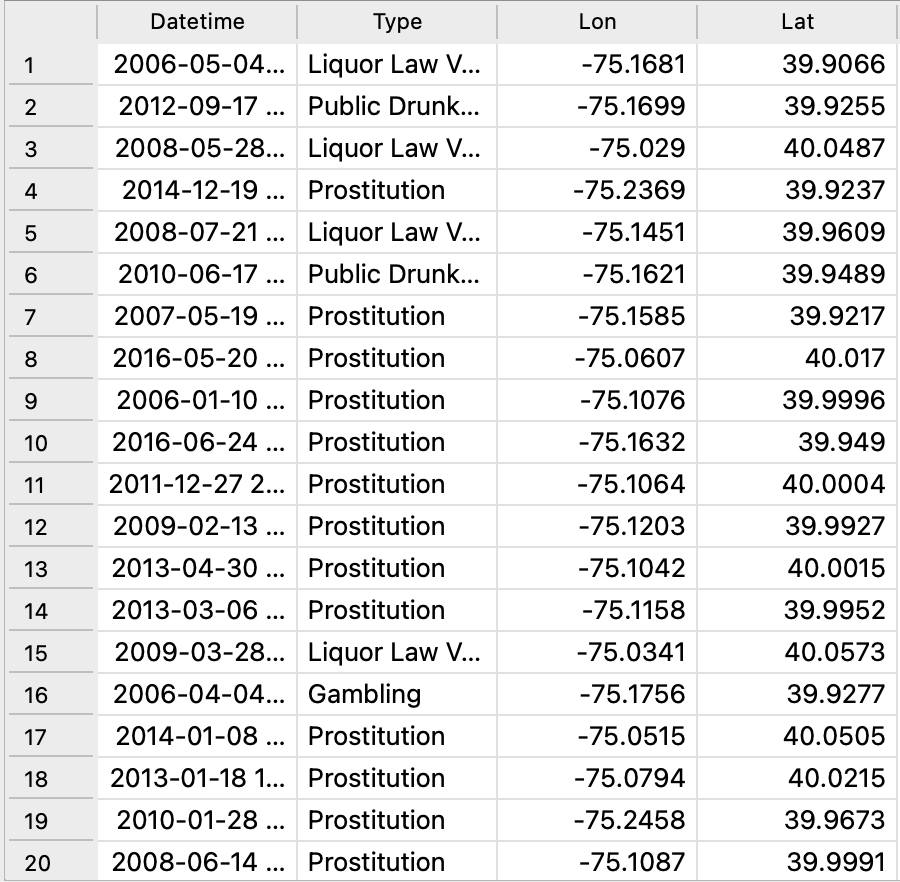 Datetime Type Lon Lat
1 2006-05-04... Liquor Law V... -75.1681 39.9066
2 2012-09-17 ... Public Drunk... -75.1699 39.9255
3 2008-05-28... Liquor Law V... -75.029 40.0487
4 2014-12-19 ... Prostitution -75.2369 39.9237
5 2008-07-21 ... Liquor Law V... -75.1451 39.9609
6 2010-06-17 ... Public Drunk... -75.1621 39.9489
7 2007-05-19 ... Prostitution -75.1585 39.9217
8 2016-05-20 ... Prostitution -75.0607 40.017
9 2006-01-10 ... Prostitution -75.1076 39.9996
10 2016-06-24 ... Prostitution -75.1632 39.949
11 2011-12-27 2... Prostitution -75.1064 40.0004
12 2009-02-13 ... Prostitution -75.1203 39.9927
13 2013-04-30 ... Prostitution -75.1042 40.0015
14 2013-03-06 ... Prostitution -75.1158 39.9952
15 2009-03-28... Liquor Law V... -75.0341 40.0573
16 2006-04-04... Gambling -75.1756 39.9277
17 2014-01-08 ... Prostitution -75.0515 40.0505
18 2013-01-18 1... Prostitution -75.0794 40.0215
19 2010-01-28 ... Prostitution -75.2458 39.9673
20 2008-06-14 ... Prostitution -75.1087 39.9991